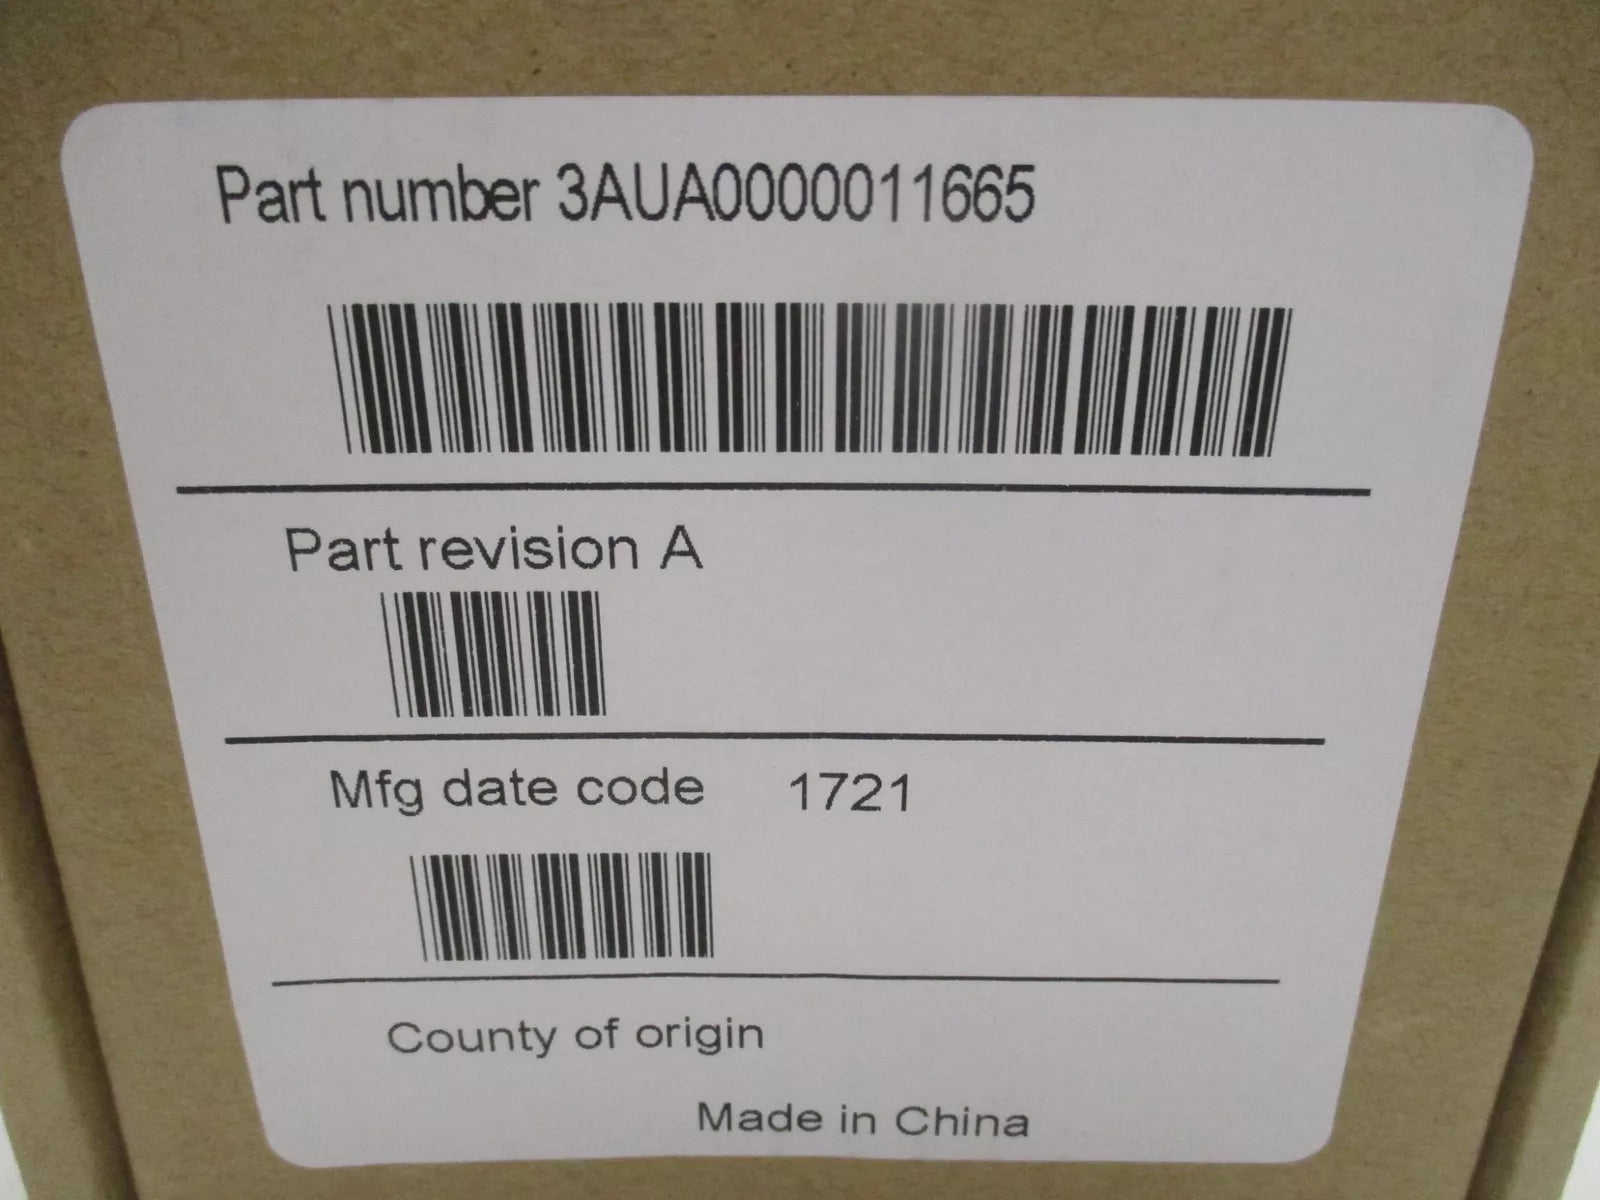 Part number 3AUA0000011665
Part revision A
Mfg date code 1721
County of origin
Made in China